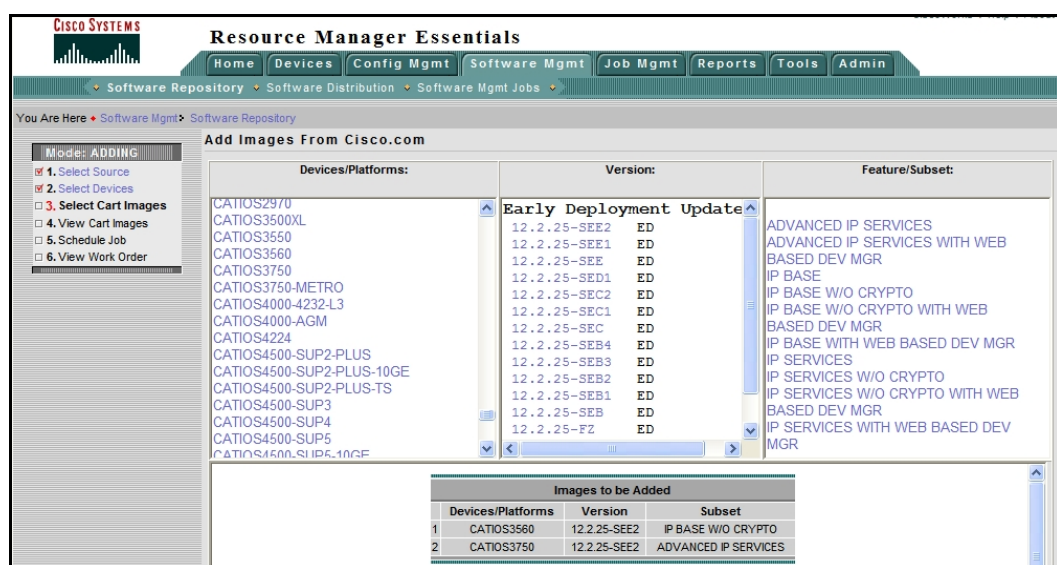 CISCO SYSTEMS
Resource Manager Essentials
Home Devices Config Mgmt Software Mgmt Job Mgmt Reports Tools Admin
Software Repository Software Distribution Software Mgmt Jobs
You Are Here Software Mgmt Software Repository
Mode: ADDING
1. Select Source
2. Select Devices
3. Select Cart Images
4. View Cart Images
5. Schedule Job
6. View Work Order
Add Images From Cisco.com
Devices/Platforms:
CATIOS2970
CATIOS3500XL
CATIOS3550
CATIOS3560
CATIOS3750
CATIOS3750-METRO
CATIOS4000-4232-L3
CATIOS4000-AGM
CATIOS4224
CATIOS4500-SUP2-PLUS
CATIOS4500-SUP2-PLUS-10GE
CATIOS4500-SUP2-PLUS-TS
CATIOS4500-SUP3
CATIOS4500-SUP4
CATIOS4500-SUP5
CATIOS4500-SUP5-10GE
Version:
Early Deployment Update
12.2.25-SEE2 ED
12.2.25-SEE1 ED
12.2.25-SEE ED
12.2.25-SED1 ED
12.2.25-SEC2 ED
12.2.25-SEC1 ED
12.2.25-SEC ED
12.2.25-SEB4 ED
12.2.25-SEB3 ED
12.2.25-SEB2 ED
12.2.25-SEB1 ED
12.2.25-SEB ED
12.2.25-FZ ED
Feature/Subset:
ADVANCED IP SERVICES
ADVANCED IP SERVICES WITH WEB
BASED DEV MGR
IP BASE
IP BASE W/O CRYPTO
IP BASE W/O CRYPTO WITH WEB
BASED DEV MGR
IP BASE WITH WEB BASED DEV MGR
IP SERVICES
IP SERVICES W/O CRYPTO
IP SERVICES W/O CRYPTO WITH WEB
BASED DEV MGR
IP SERVICES WITH WEB BASED DEV
MGR
Images to be Added
Devices/Platforms Version Subset
1 CATIOS3560 12.2.25-SEE2 IP BASE W/O CRYPTO
2 CATIOS3750 12.2.25-SEE2 ADVANCED IP SERVICES